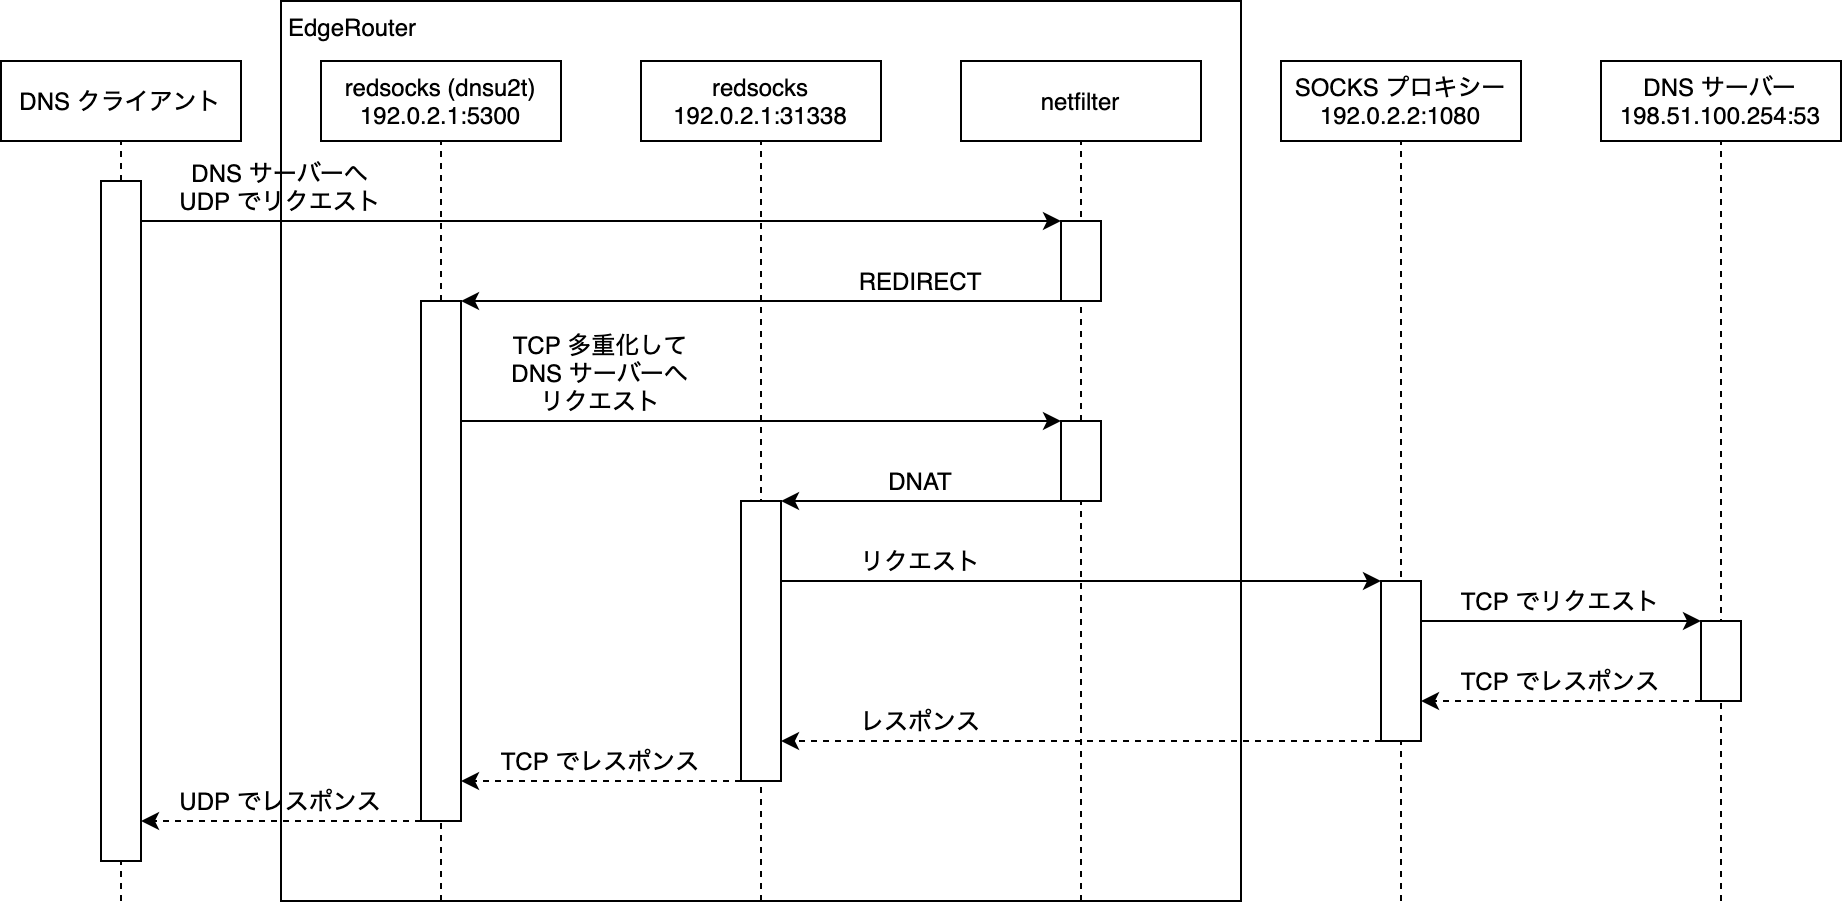 EdgeRouter
DNS クライアント
redsocks (dnsu2t)
192.0.2.1:5300
redsocks
192.0.2.1:31338
netfilter
SOCKS プロキシー
192.0.2.2:1080
DNS サーバー
198.51.100.254:53
DNS サーバーへ
UDP でリクエスト
REDIRECT
TCP 多重化して
DNS サーバーへ
リクエスト
DNAT
リクエスト
TCP でリクエスト
TCP でレスポンス
レスポンス
TCP でレスポンス
UDP でレスポンス